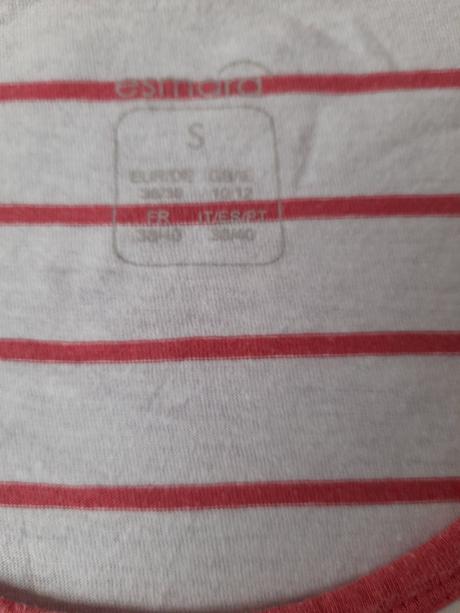 esmara
S
EUR/DE GB/IE
36/38 10/12
FR IT/ES/PT
38/40 38/40